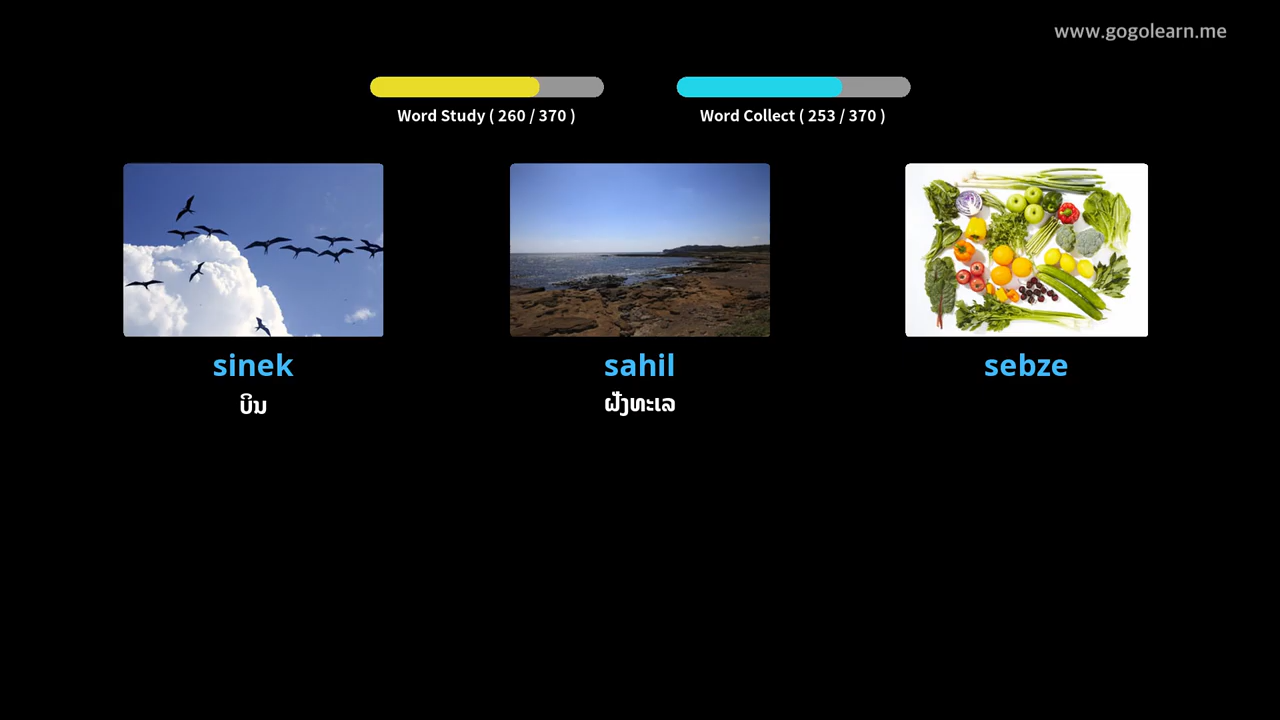 www.gogolearn.me
Word Study ( 260 / 370 )
Word Collect ( 253 / 370 )
sinek
sahil
sebze
ບິນ
ຝັ່ງທະເລ